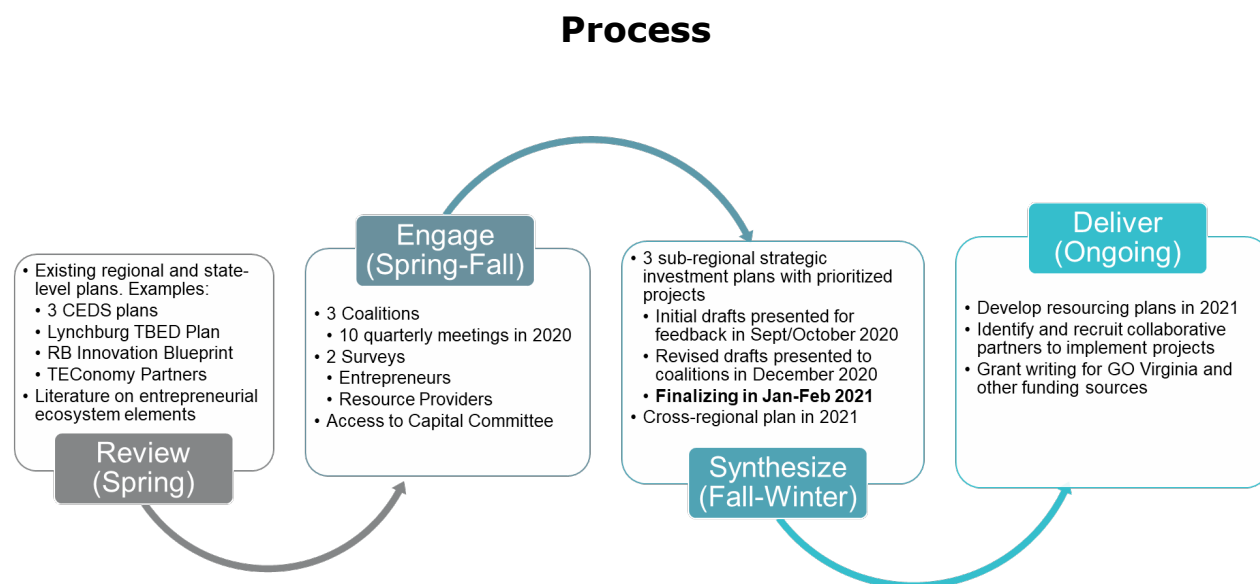 Process
• Existing regional and state-
level plans. Examples:
• 3 CEDS plans
• Lynchburg TBED Plan
• RB Innovation Blueprint
• TEConomy Partners
• Literature on entrepreneurial
ecosystem elements
Review
(Spring)
Engage
(Spring-Fall)
• 3 Coalitions
• 10 quarterly meetings in 2020
• 2 Surveys
• Entrepreneurs
• Resource Providers
• Access to Capital Committee
• 3 sub-regional strategic
investment plans with prioritized
projects
• Initial drafts presented for
feedback in Sept/October 2020
• Revised drafts presented to
coalitions in December 2020
• Finalizing in Jan-Feb 2021
• Cross-regional plan in 2021
Synthesize
(Fall-Winter)
Deliver
(Ongoing)
• Develop resourcing plans in 2021
• Identify and recruit collaborative
partners to implement projects
• Grant writing for GO Virginia and
other funding sources